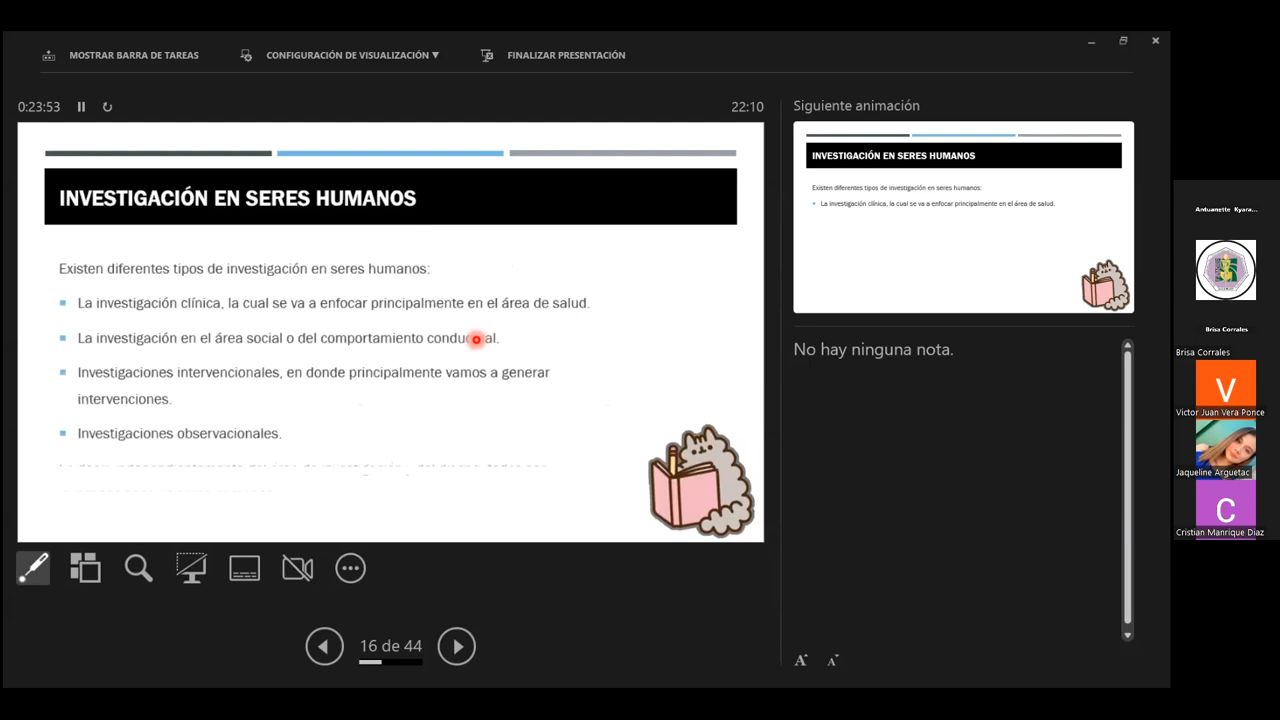 MOSTRAR BARRA DE TAREAS
CONFIGURACIÓN DE VISUALIZACIÓN ▼
FINALIZAR PRESENTACIÓN
0:23:53
22:10
INVESTIGACIÓN EN SERES HUMANOS
Existen diferentes tipos de investigación en seres humanos:
La investigación clínica, la cual se va a enfocar principalmente en el área de salud.
La investigación en el área social o del comportamiento conductual.
Investigaciones intervencionales, en donde principalmente vamos a generar
intervenciones.
Investigaciones observacionales.
16 de 44
Siguiente animación
INVESTIGACIÓN EN SERES HUMANOS
Existen diferentes tipos de investigación en seres humanos:
La investigación clínica, la cual se va a enfocar principalmente en el área de salud.
No hay ninguna nota.
A A
Antuanette Kyara...
Brisa Corrales
Brisa Corrales
V
Victor Juan Vera Ponce
Jaqueline Arguetac
C
Cristian Manrique Diaz